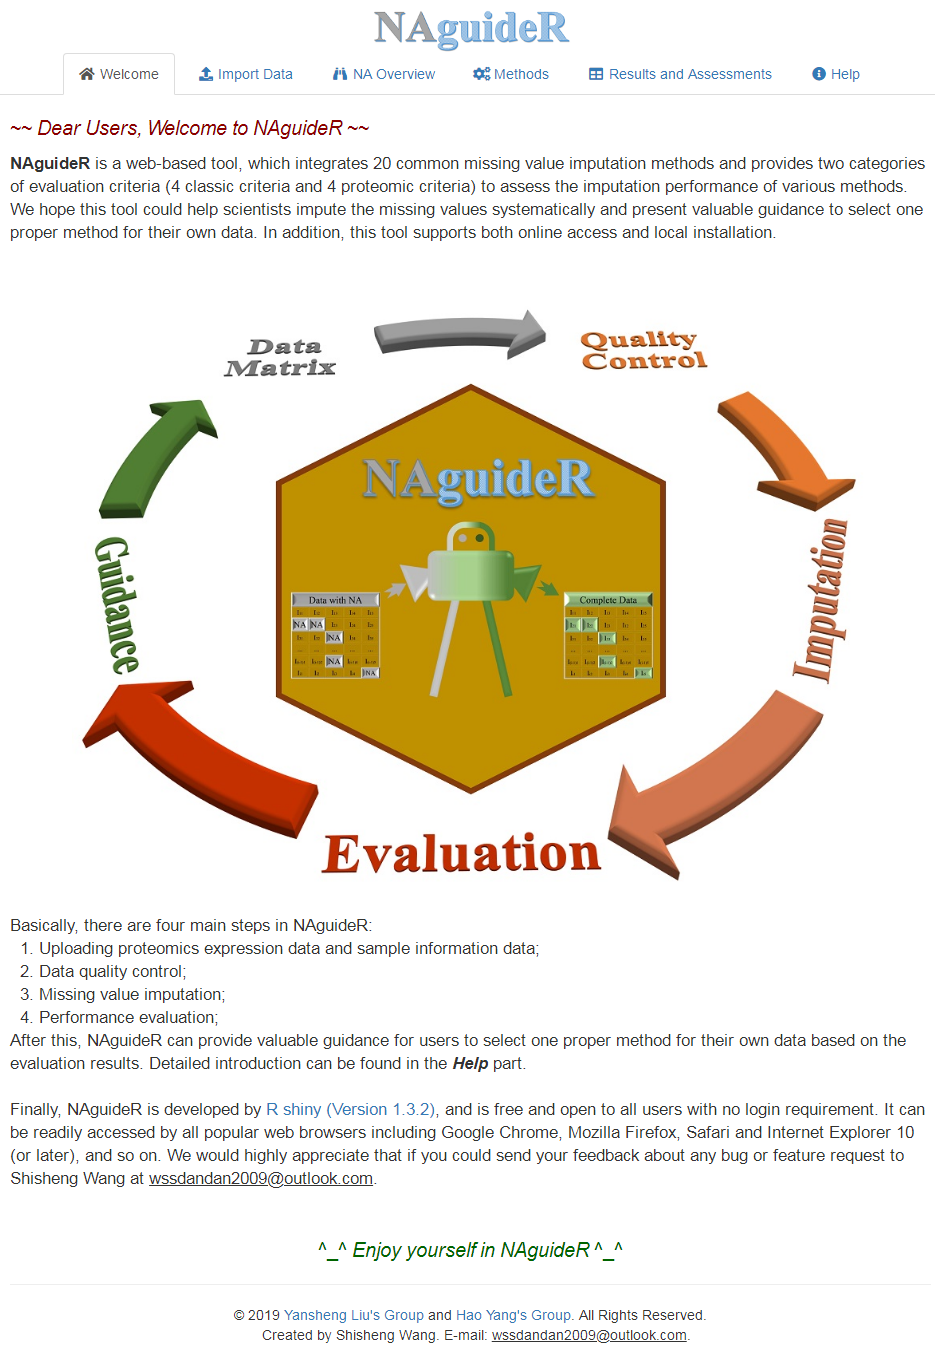 NAguideR
Welcome
Import Data
NA Overview
Methods
Results and Assessments
Help
~~ Dear Users, Welcome to NAguideR ~~
NAguideR is a web-based tool, which integrates 20 common missing value imputation methods and provides two categories
of evaluation criteria (4 classic criteria and 4 proteomic criteria) to assess the imputation performance of various methods.
We hope this tool could help scientists impute the missing values systematically and present valuable guidance to select one
proper method for their own data. In addition, this tool supports both online access and local installation.
Data
Matrix
Quality
Control
Imputation
Evaluation
Guidance
NAguideR
Data with NA
NA NA
NA
NA
NA
Complete Data
Basically, there are four main steps in NAguideR:
1. Uploading proteomics expression data and sample information data;
2. Data quality control;
3. Missing value imputation;
4. Performance evaluation;
After this, NAguideR can provide valuable guidance for users to select one proper method for their own data based on the
evaluation results. Detailed introduction can be found in the Help part.
Finally, NAguideR is developed by R shiny (Version 1.3.2), and is free and open to all users with no login requirement. It can
be readily accessed by all popular web browsers including Google Chrome, Mozilla Firefox, Safari and Internet Explorer 10
(or later), and so on. We would highly appreciate that if you could send your feedback about any bug or feature request to
Shisheng Wang at wssdandan2009@outlook.com.
^_^ Enjoy yourself in NAguideR ^_^
© 2019 Yansheng Liu's Group and Hao Yang's Group. All Rights Reserved.
Created by Shisheng Wang. E-mail: wssdandan2009@outlook.com.